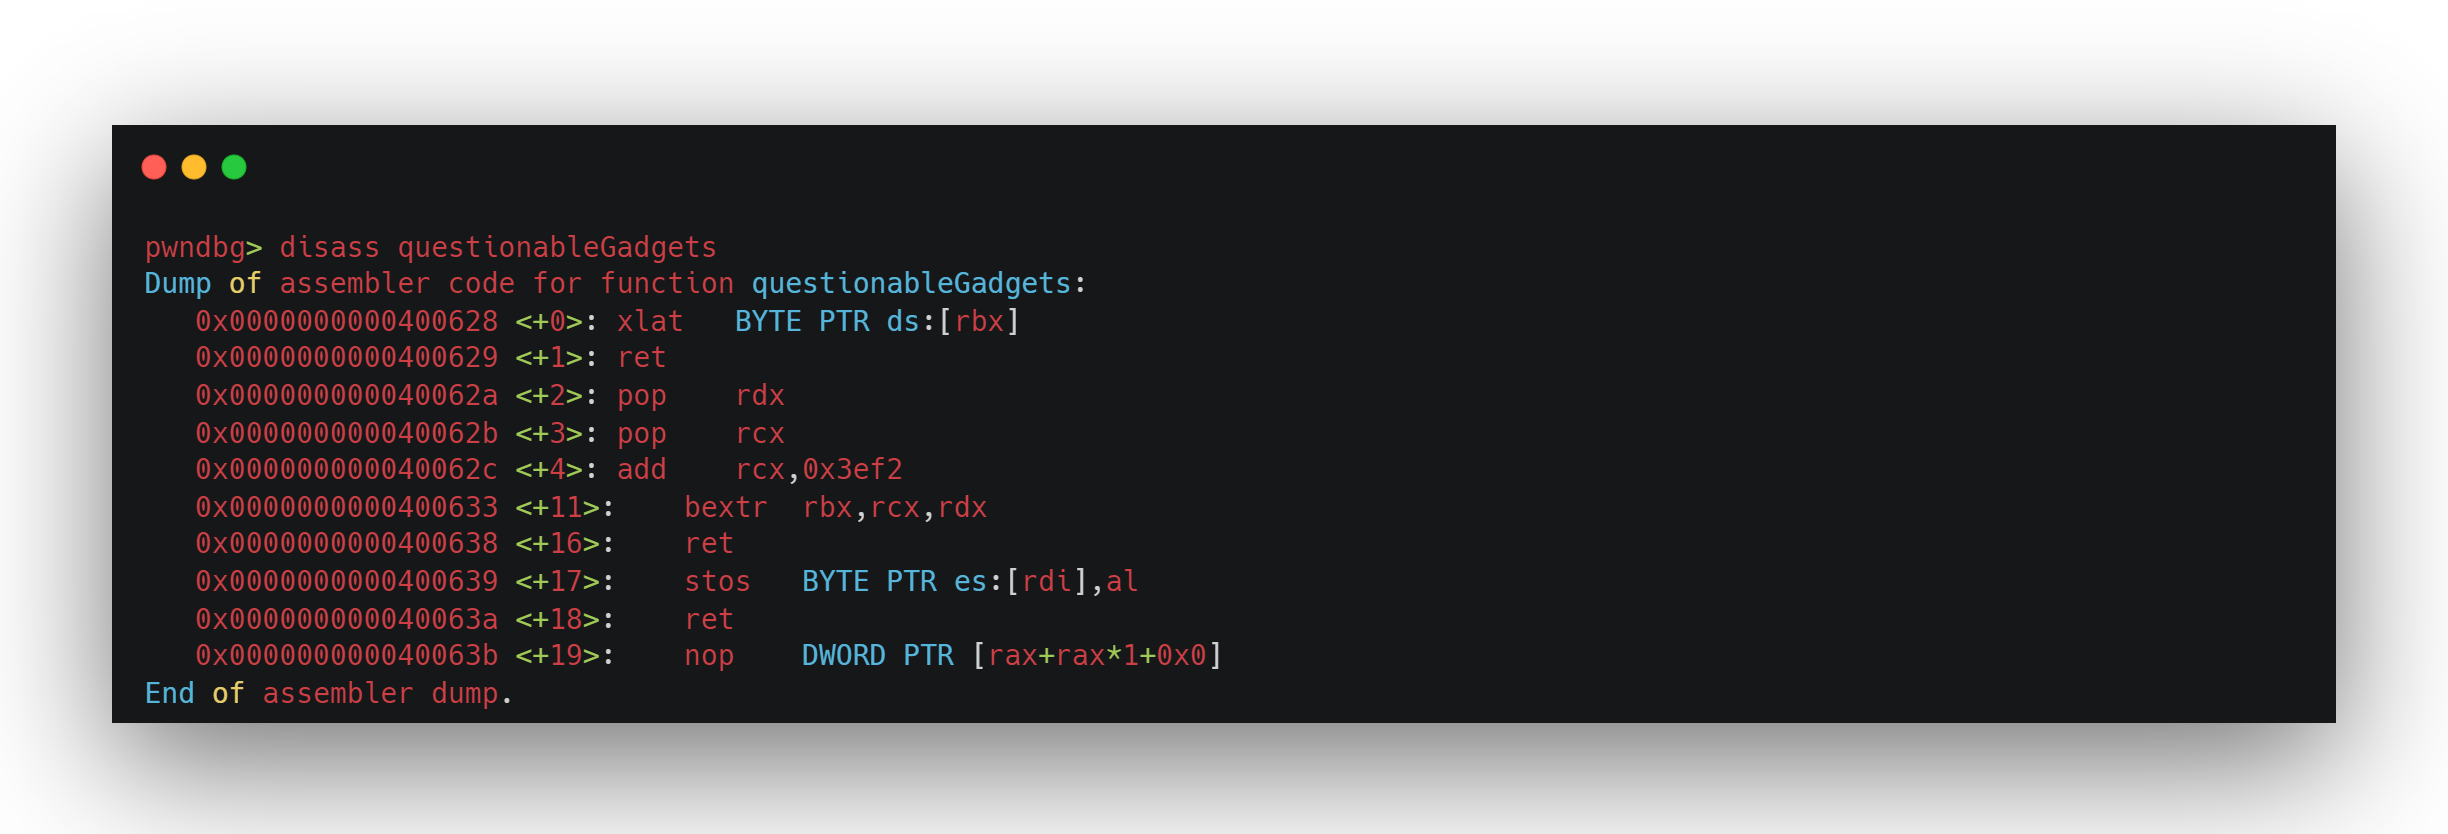 pwndbg> disass questionableGadgets
Dump of assembler code for function questionableGadgets:
   0x0000000000400628 <+0>: xlat   BYTE PTR ds:[rbx]
   0x0000000000400629 <+1>: ret
   0x000000000040062a <+2>: pop    rdx
   0x000000000040062b <+3>: pop    rcx
   0x000000000040062c <+4>: add    rcx,0x3ef2
   0x0000000000400633 <+11>:    bextr  rbx,rcx,rdx
   0x0000000000400638 <+16>:    ret
   0x0000000000400639 <+17>:    stos   BYTE PTR es:[rdi],al
   0x000000000040063a <+18>:    ret
   0x000000000040063b <+19>:    nop    DWORD PTR [rax+rax*1+0x0]
End of assembler dump.